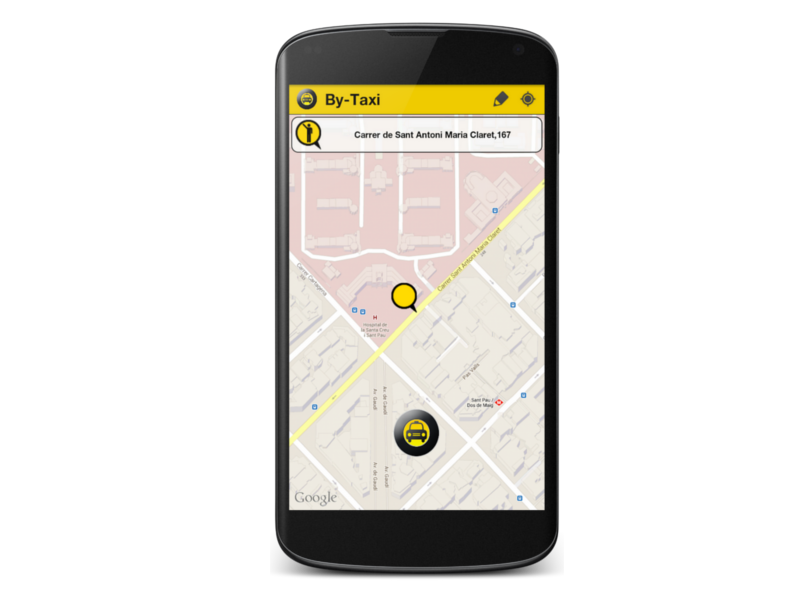 By-Taxi
Carrer de Sant Antoni Maria Claret,167
Carrer Sant Antoni Maria Claret
Carrer Cartagena
H
Hospital de
la Santa Creu
i Sant Pau
Av. de Gaudí
Av. de Gaudí
Sant Pau /
Dos de Maig
Av. de Gaudí
Av. Gaudí
Google